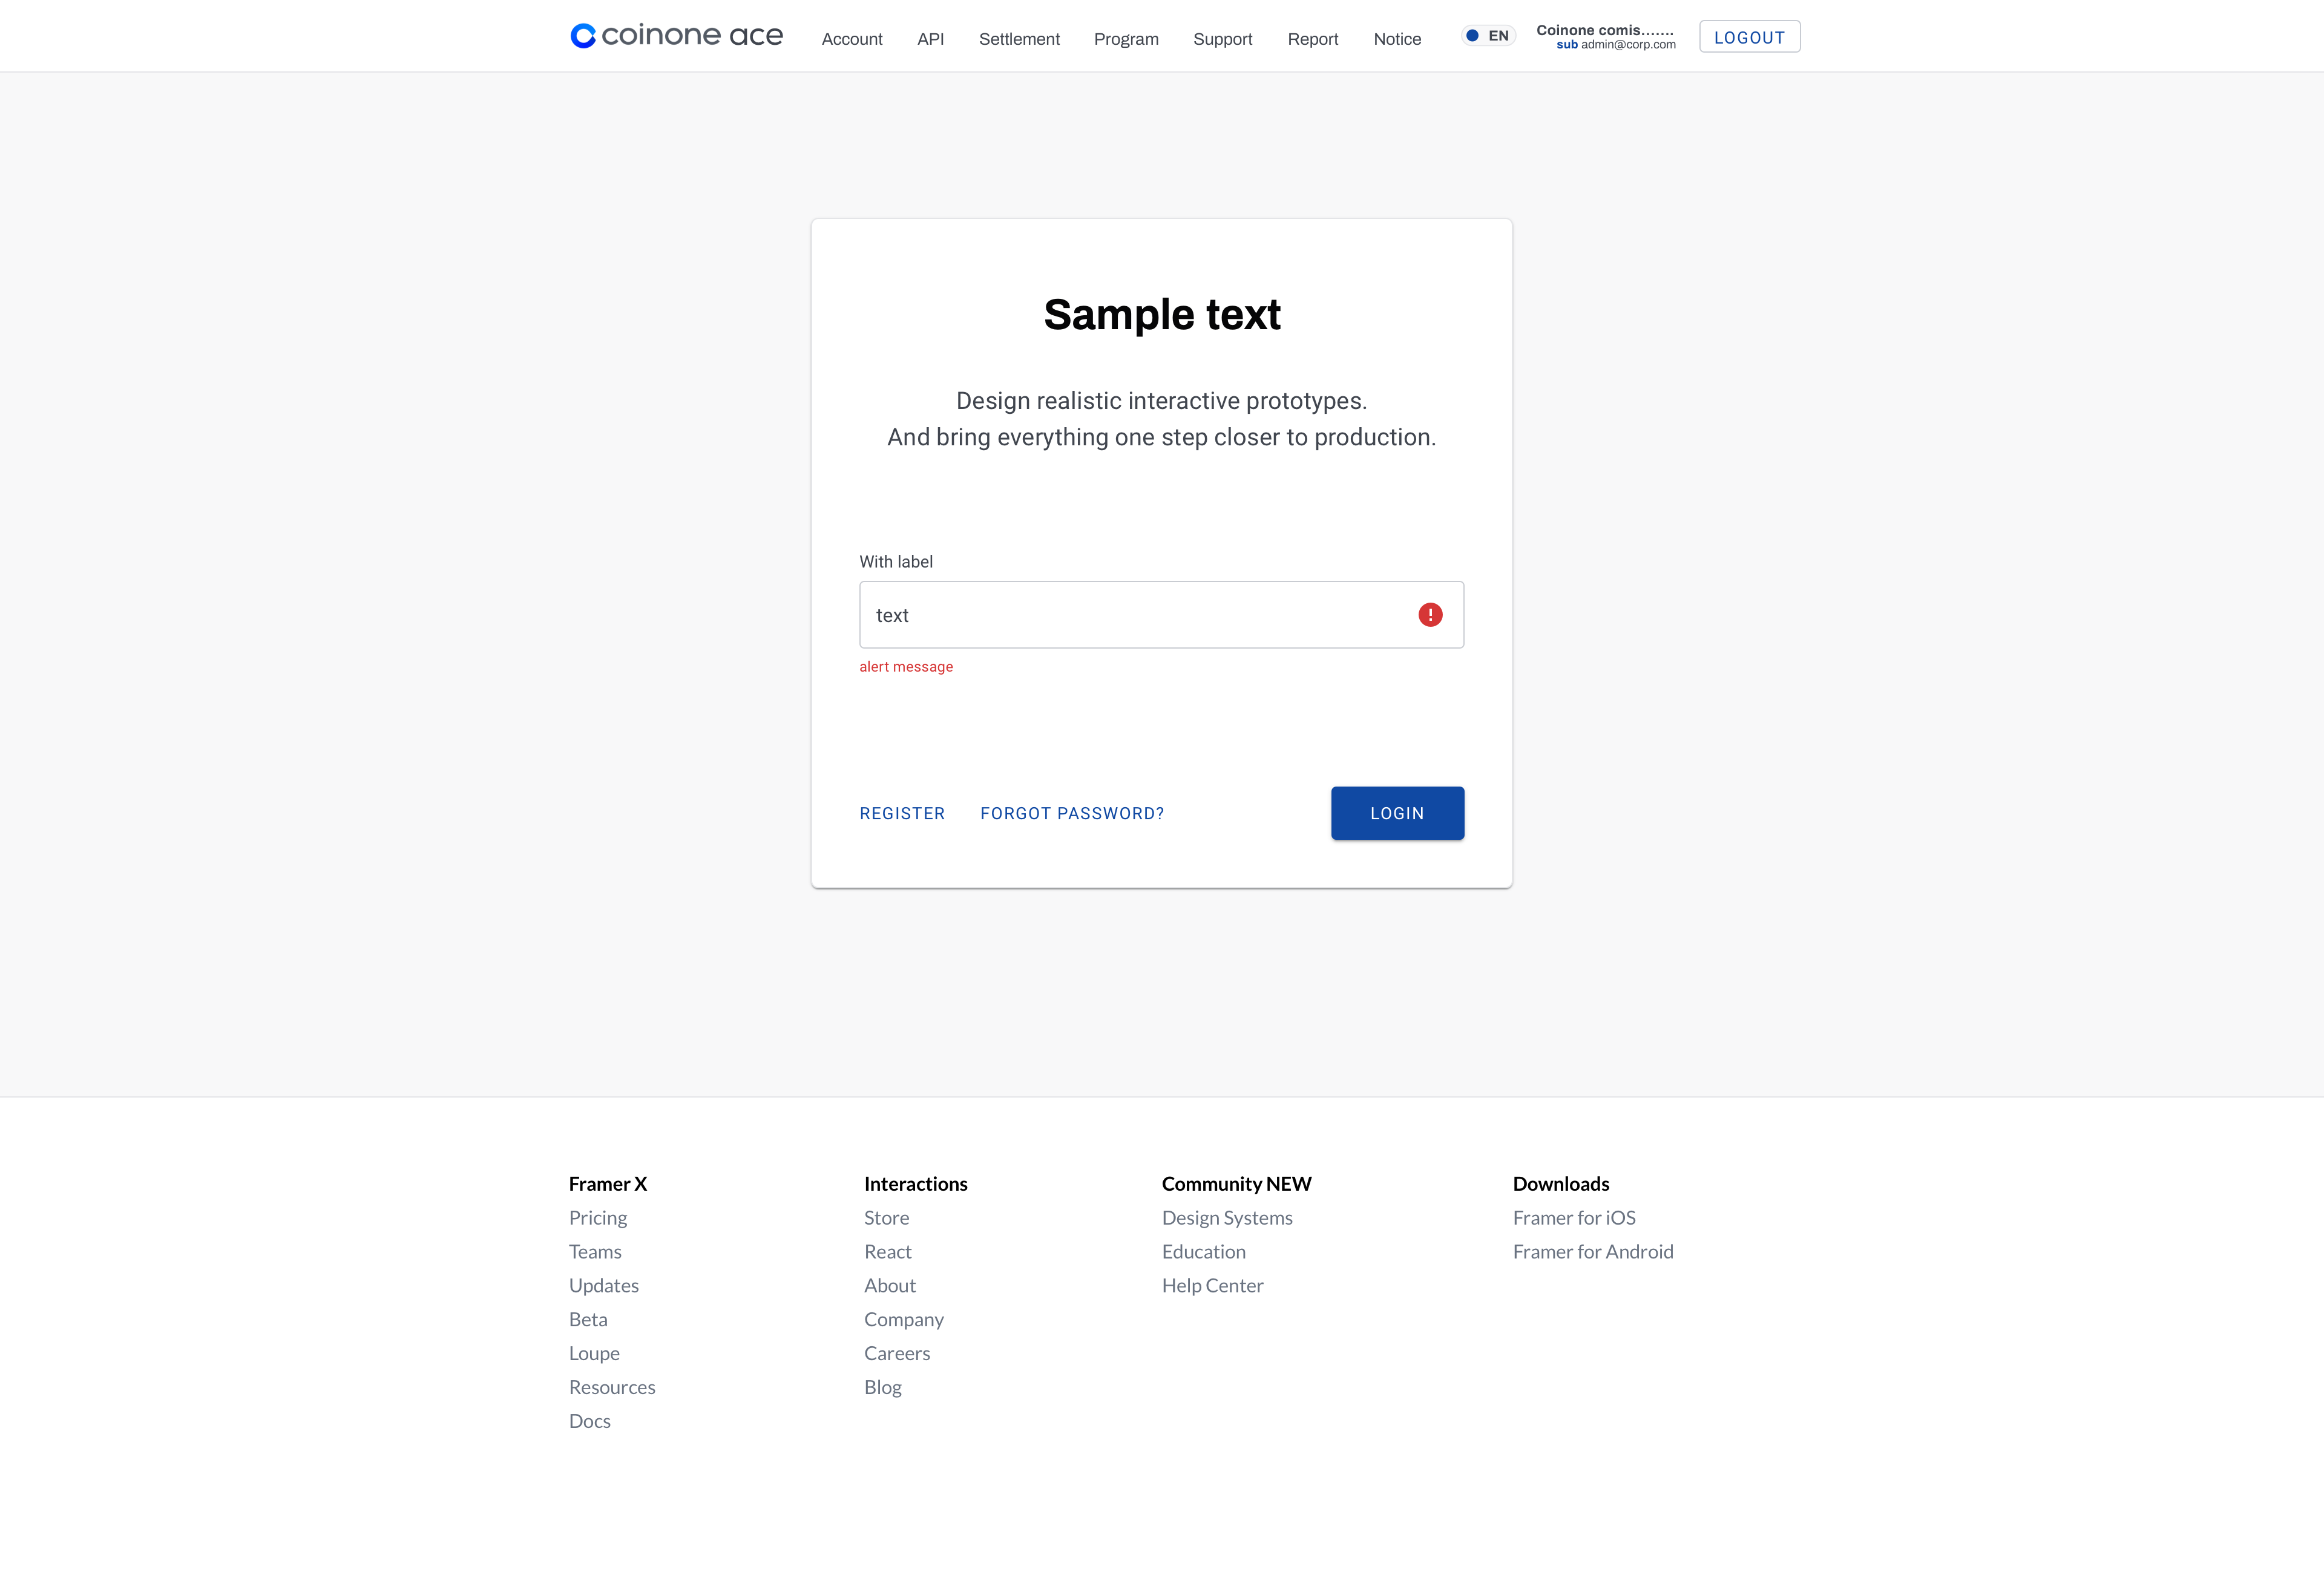 coinone ace
Account API Settlement Program Support Report Notice
EN
Coinone comis.......
sub admin@corp.com
LOGOUT
Sample text
Design realistic interactive prototypes.
And bring everything one step closer to production.
With label
text
!
alert message
REGISTER FORGOT PASSWORD? LOGIN
Framer X
Pricing
Teams
Updates
Beta
Loupe
Resources
Docs
Interactions
Store
React
About
Company
Careers
Blog
Community NEW
Design Systems
Education
Help Center
Downloads
Framer for iOS
Framer for Android